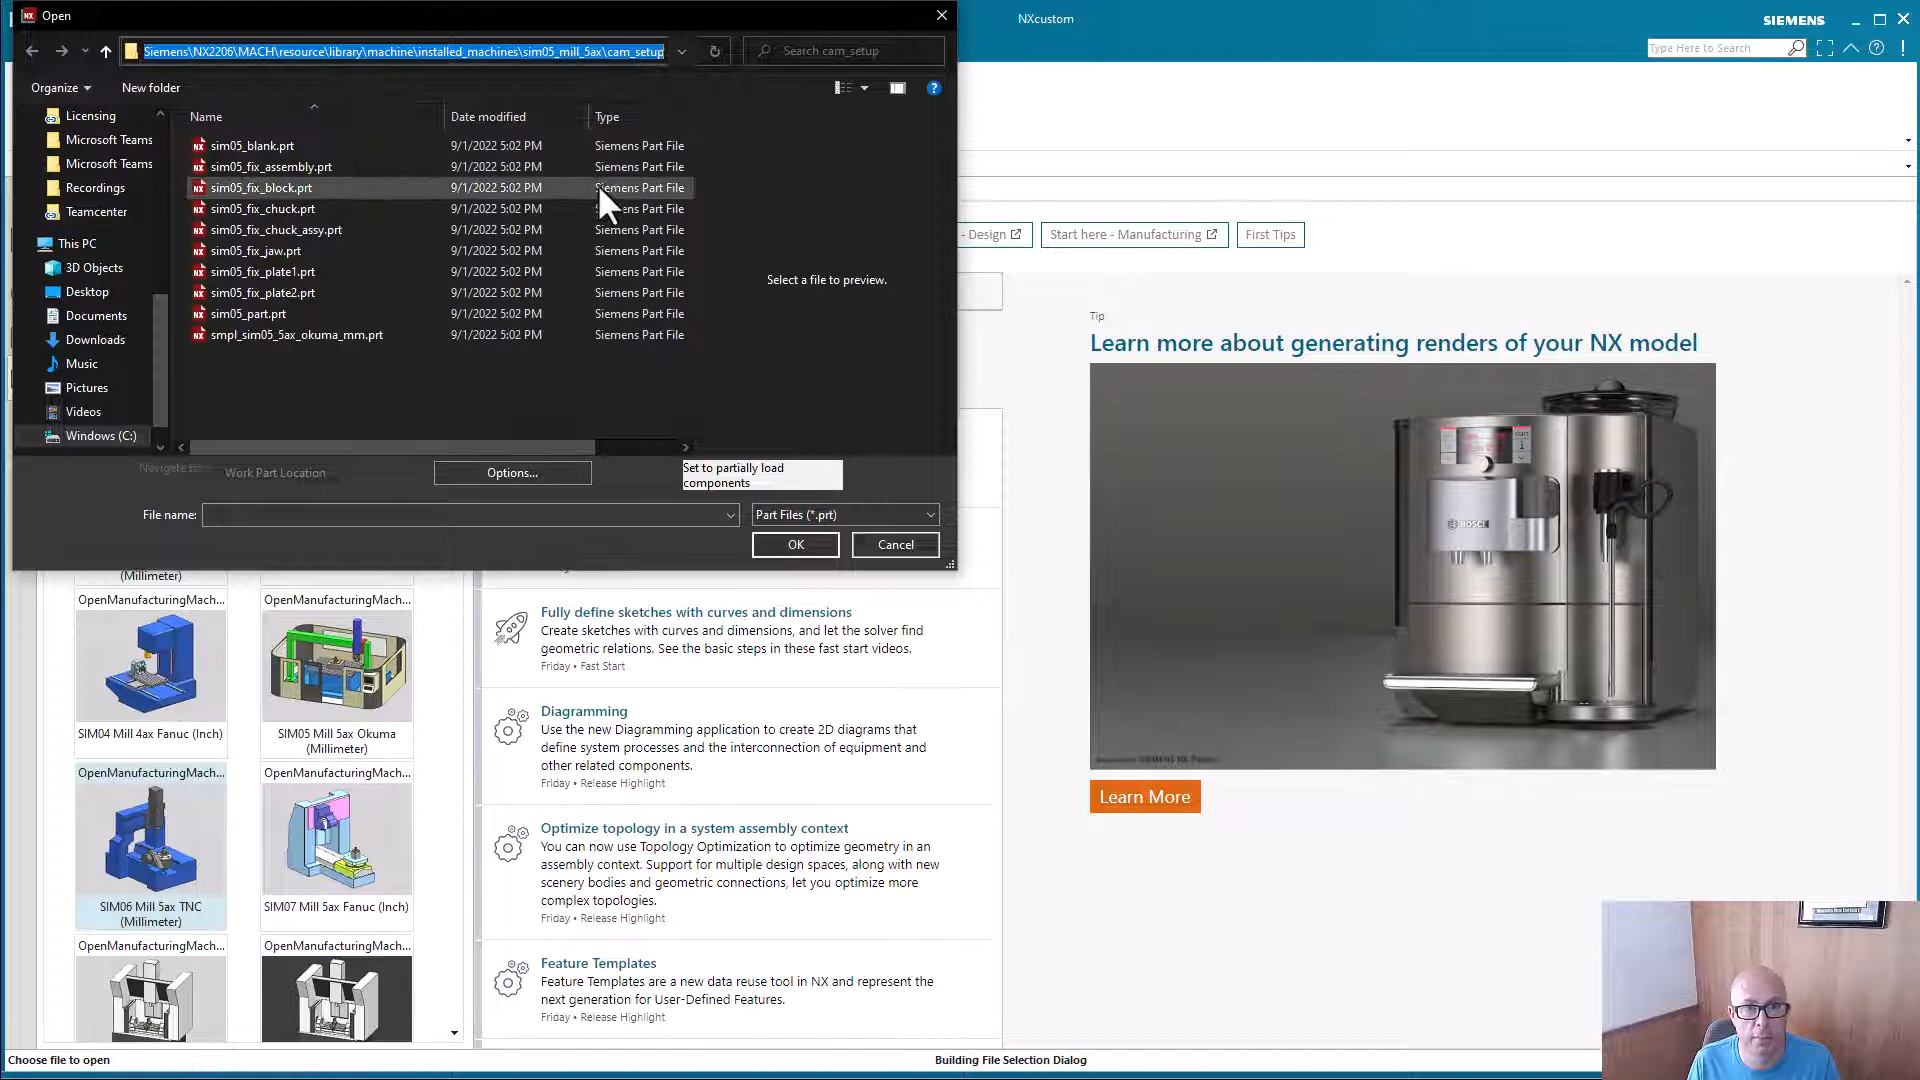 Open
NXcustom
SIEMENS
Type Here to Search
Siemens\NX2206\MACH\resource\library\machine\installed_machines\sim05_mill_5ax\cam_setup
Search cam_setup
Organize
New folder
Name
Date modified
Type
Licensing
Microsoft Teams
Microsoft Teams
Recordings
Teamcenter
This PC
3D Objects
Desktop
Documents
Downloads
Music
Pictures
Videos
Windows (C:)
sim05_blank.prt 9/1/2022 5:02 PM Siemens Part File
sim05_fix_assembly.prt 9/1/2022 5:02 PM Siemens Part File
sim05_fix_block.prt 9/1/2022 5:02 PM Siemens Part File
sim05_fix_chuck.prt 9/1/2022 5:02 PM Siemens Part File
sim05_fix_chuck_assy.prt 9/1/2022 5:02 PM Siemens Part File
sim05_fix_jaw.prt 9/1/2022 5:02 PM Siemens Part File
sim05_fix_plate1.prt 9/1/2022 5:02 PM Siemens Part File
sim05_fix_plate2.prt 9/1/2022 5:02 PM Siemens Part File
sim05_part.prt 9/1/2022 5:02 PM Siemens Part File
smpl_sim05_5ax_okuma_mm.prt 9/1/2022 5:02 PM Siemens Part File
Select a file to preview.
Navigate to:
Work Part Location
Options...
Set to partially load
components
File name:
Part Files (*.prt)
OK
Cancel
- Design
Start here - Manufacturing
First Tips
Tip
Learn more about generating renders of your NX model
BOSCH
Learn More
(Millimeter)
OpenManufacturingMach...
OpenManufacturingMach...
SIM04 Mill 4ax Fanuc (Inch)
SIM05 Mill 5ax Okuma
(Millimeter)
OpenManufacturingMach...
OpenManufacturingMach...
SIM06 Mill 5ax TNC
(Millimeter)
SIM07 Mill 5ax Fanuc (Inch)
OpenManufacturingMach...
OpenManufacturingMach...
Fully define sketches with curves and dimensions
Create sketches with curves and dimensions, and let the solver find
geometric relations. See the basic steps in these fast start videos.
Friday • Fast Start
Diagramming
Use the new Diagramming application to create 2D diagrams that
define system processes and the interconnection of equipment and
other related components.
Friday • Release Highlight
Optimize topology in a system assembly context
You can now use Topology Optimization to optimize geometry in an
assembly context. Support for multiple design spaces, along with new
scenery bodies and geometric connections, let you optimize more
complex topologies.
Friday • Release Highlight
Feature Templates
Feature Templates are a new data reuse tool in NX and represent the
next generation for User-Defined Features.
Friday • Release Highlight
Choose file to open
Building File Selection Dialog